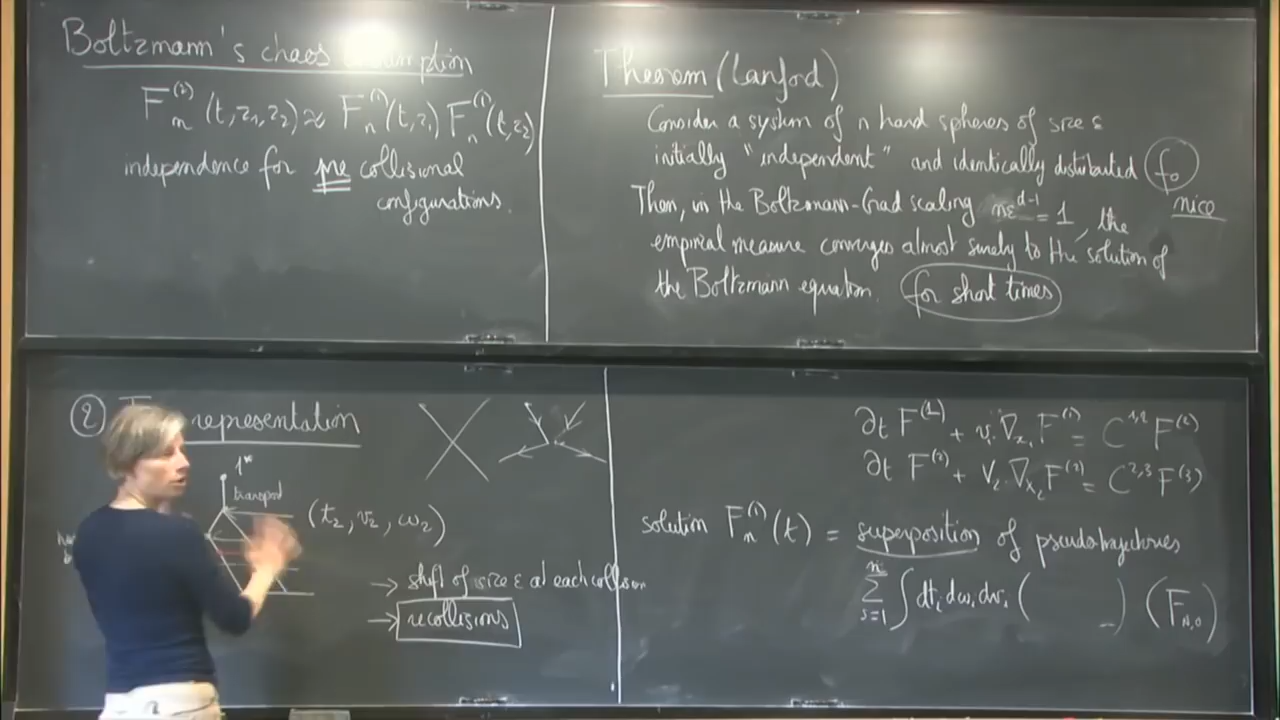 Boltzmann's chaos
F_n^{(2)} (t, z_1, z_2) ≈ F_n^{(1)}(t, z_1) F_n^{(1)}(t, z_2)
independence for pre collisional
configurations.
Theorem (Lanford)
Consider a system of n hard spheres of size ε
initially "independent" and identically distributed f_0
nice
Then, in the Boltzmann-Grad scaling nε^{d-1} = 1, the
empirical measure converges almost surely to the solution of
the Boltzmann equation. for short times
② representation
1*
transport
(t_2, v_2, ω_2)
→ shift of size ε at each collision
→ recollisions
∂t F^{(1)} + v_1·∇_{x_1} F^{(1)} = C^{1,2} F^{(2)}
∂t F^{(2)} + V_2·∇_{X_2} F^{(2)} = C^{2,3} F^{(3)}
solution F_n^{(1)}(t) = superposition of pseudotrajectories
∑_{s=1}^{n} ∫ dt_i dω_i dv_i ( ) (F_{N,0})